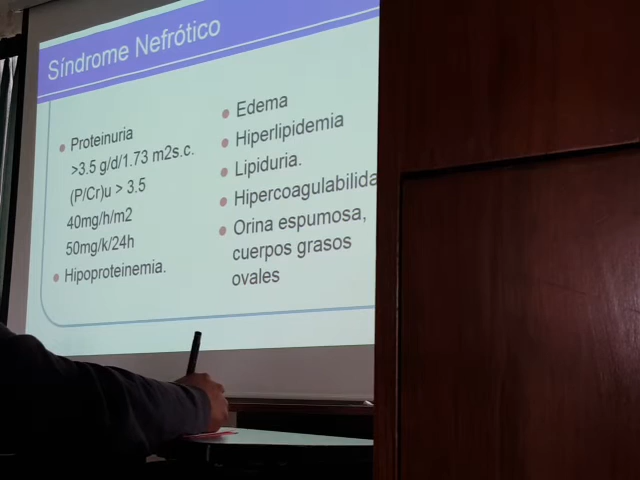 Síndrome Nefrótico
Proteinuria
>3.5 g/d/1.73 m2s.c.
(P/Cr)u > 3.5
40mg/h/m2
50mg/k/24h
Hipoproteinemia.
Edema
Hiperlipidemia
Lipiduria.
Hipercoagulabilida
Orina espumosa,
cuerpos grasos
ovales